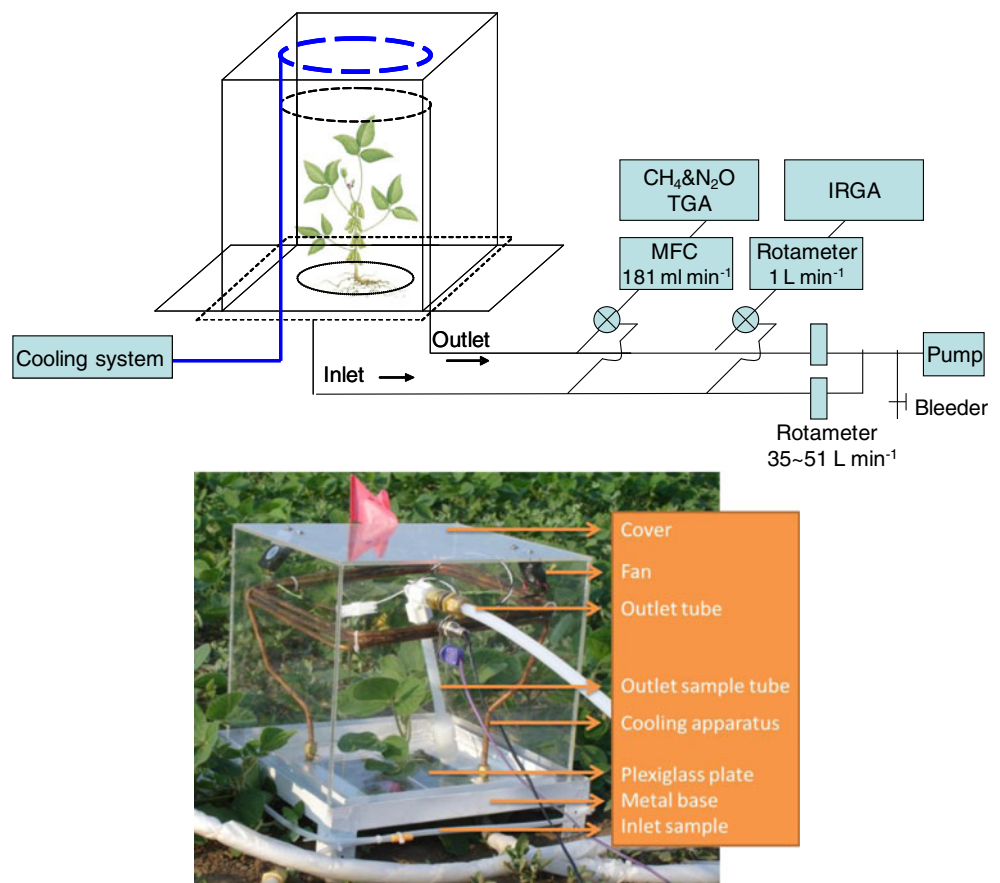 CH₄&N₂O
TGA
IRGA
MFC
181 ml min⁻¹
Rotameter
1 L min⁻¹
Outlet
Cooling system
Inlet
Pump
Bleeder
Rotameter
35~51 L min⁻¹
Cover
Fan
Outlet tube
Outlet sample tube
Cooling apparatus
Plexiglass plate
Metal base
Inlet sample